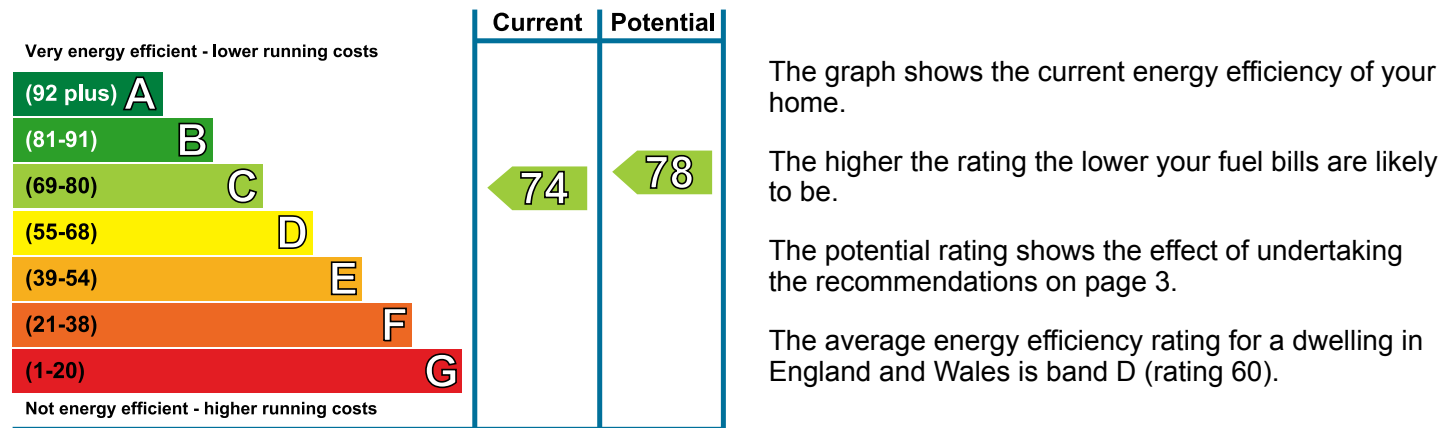 Current Potential
Very energy efficient - lower running costs
(92 plus) A
(81-91) B
(69-80) C
(55-68) D
(39-54) E
(21-38) F
(1-20) G
Not energy efficient - higher running costs
74
78
The graph shows the current energy efficiency of your
home.
The higher the rating the lower your fuel bills are likely
to be.
The potential rating shows the effect of undertaking
the recommendations on page 3.
The average energy efficiency rating for a dwelling in
England and Wales is band D (rating 60).